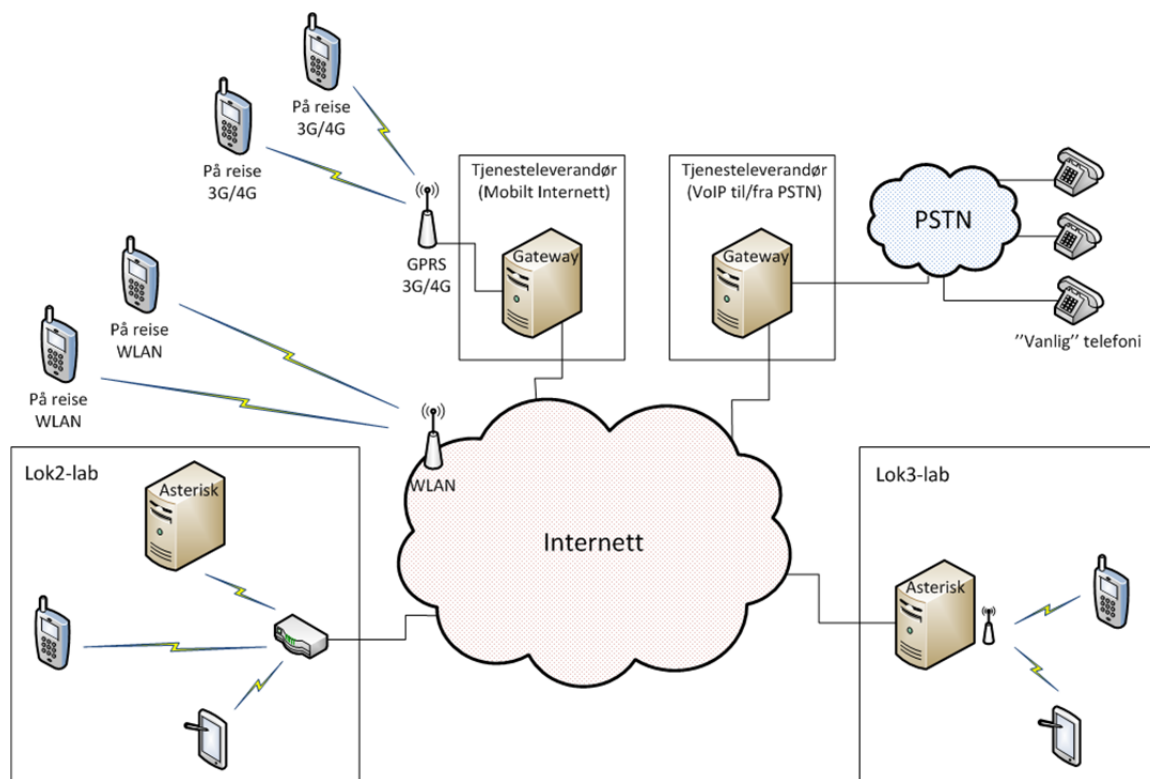 På reise
3G/4G
På reise
3G/4G
Tjenesteleverandør
(Mobilt Internett)
Gateway
GPRS
3G/4G
Tjenesteleverandør
(VoIP til/fra PSTN)
Gateway
PSTN
”Vanlig” telefoni
På reise
WLAN
På reise
WLAN
WLAN
Internett
Lok2-lab
Asterisk
Lok3-lab
Asterisk